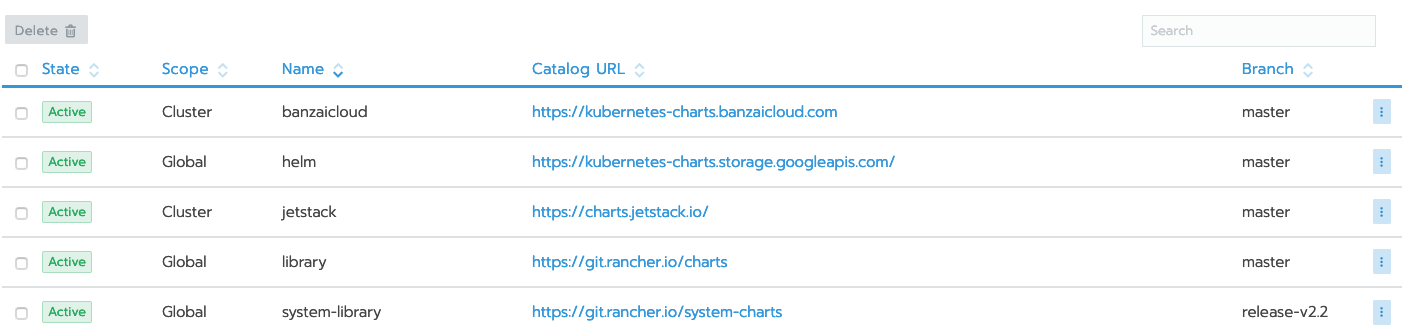 Delete
Search
State Scope Name Catalog URL Branch
Active Cluster banzaicloud https://kubernetes-charts.banzaicloud.com master
Active Global helm https://kubernetes-charts.storage.googleapis.com/ master
Active Cluster jetstack https://charts.jetstack.io/ master
Active Global library https://git.rancher.io/charts master
Active Global system-library https://git.rancher.io/system-charts release-v2.2